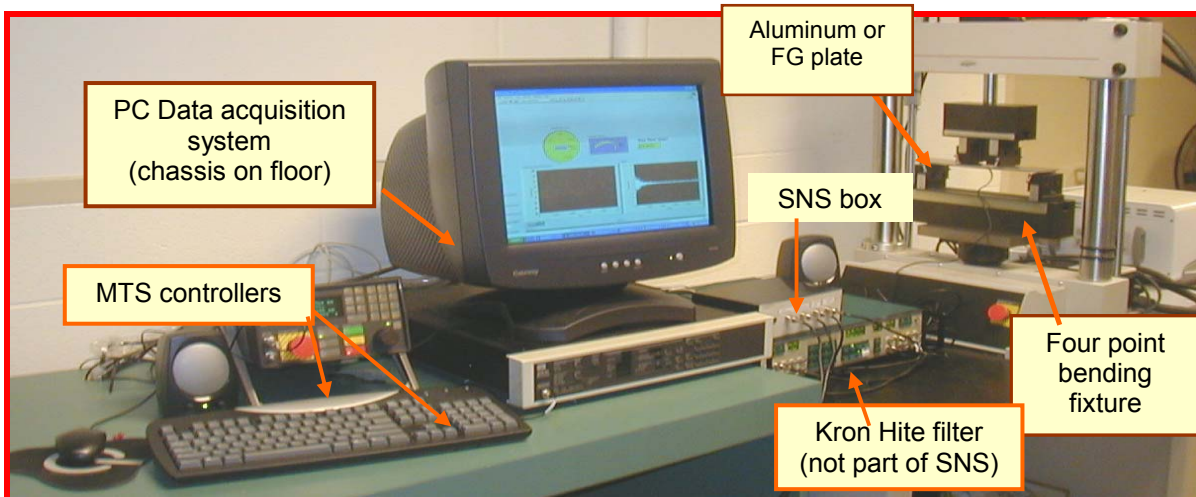 Aluminum or
FG plate
PC Data acquisition
system
(chassis on floor)
SNS box
MTS controllers
Four point
bending
fixture
Kron Hite filter
(not part of SNS)
Gateway